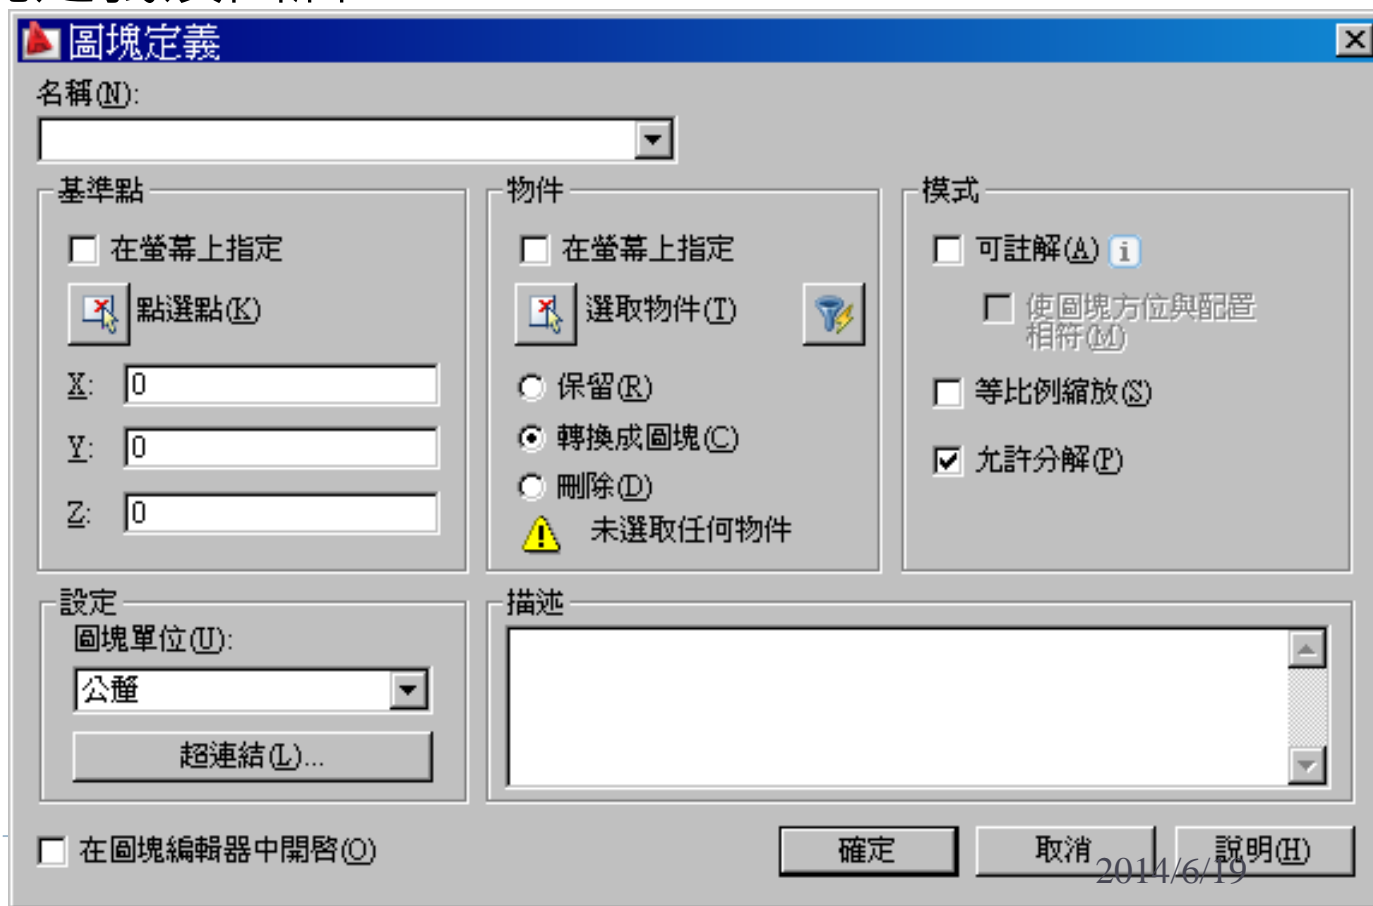 圖塊定義
名稱(N):
基準點
在螢幕上指定
點選點(K)
X: 0
Y: 0
Z: 0
物件
在螢幕上指定
選取物件(T)
保留(R)
轉換成圖塊(C)
刪除(D)
未選取任何物件
模式
可註解(A)
使圖塊方位與配置
相符(M)
等比例縮放(S)
允許分解(P)
設定
圖塊單位(U):
公釐
超連結(L)...
描述
在圖塊編輯器中開啓(O)
確定
取消
說明(H)
2014/6/19